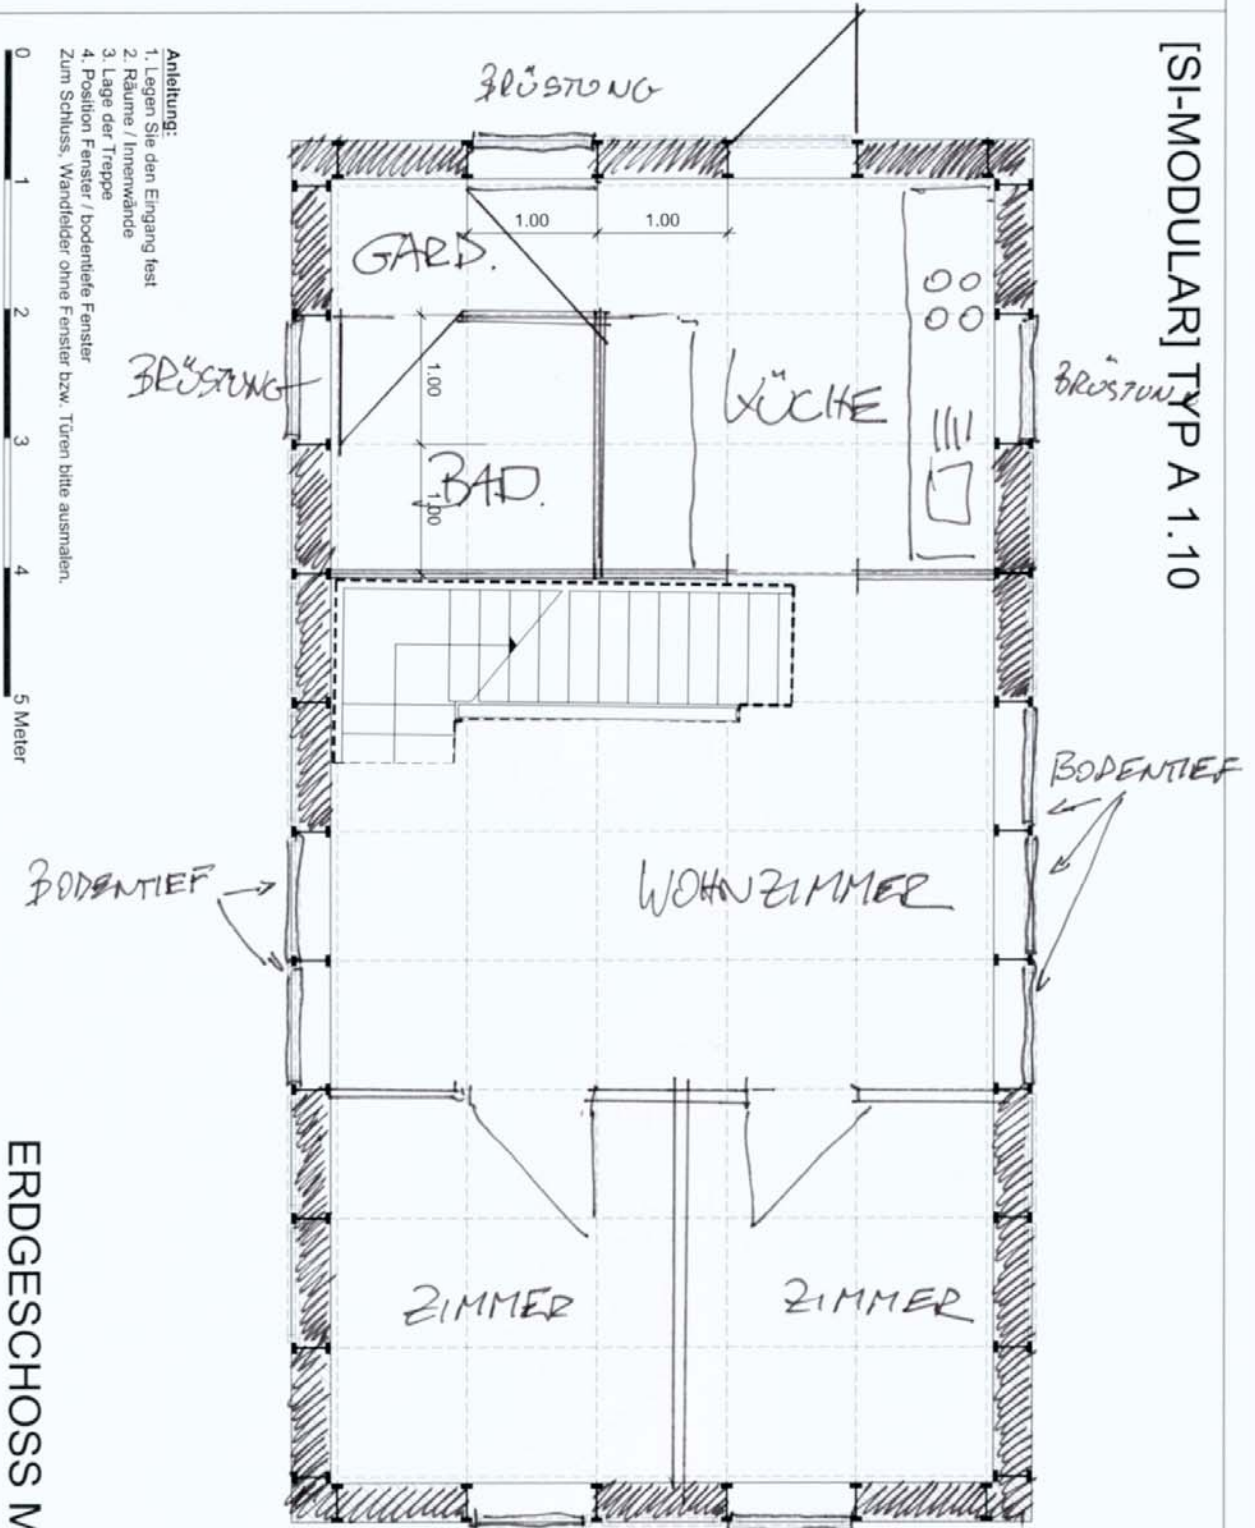 [SI-MODULAR] TYP A 1.10
Anleitung:
1. Legen Sie den Eingang fest
2. Räume / Innenwände
3. Lage der Treppe
4. Position Fenster / bodentiefe Fenster
Zum Schluss, Wandfelder ohne Fenster bzw. Türen bitte ausmalen.
0 1 2 3 4 5 Meter
BRÜSTUNG
1.00 1.00
GARD.
BRÜSTUNG
1.00
KÜCHE
BRÜSTUNG
BAD.
1.00
BODENTIEF
BODENTIEF
WOHNZIMMER
ZIMMER
ZIMMER
ERDGESCHOSS